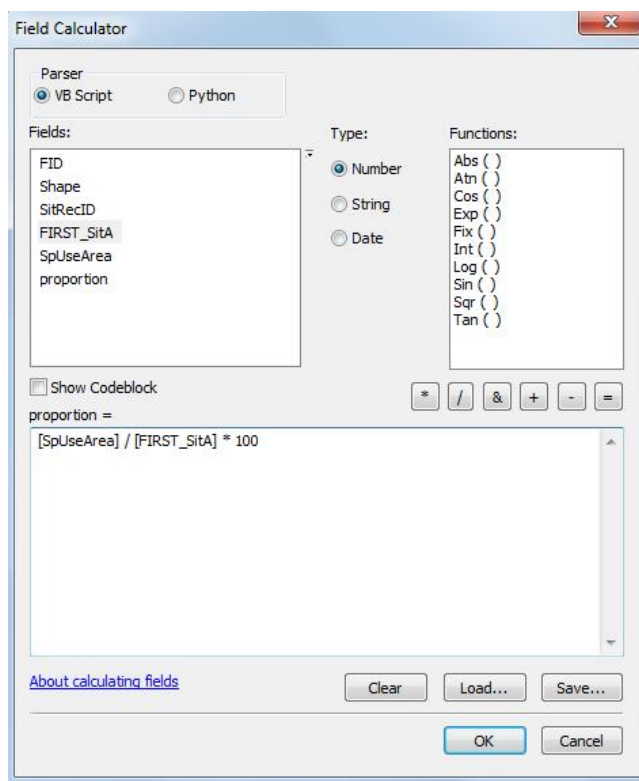 Field Calculator
Parser
VB Script
Python
Fields:
FID
Shape
SitRecID
FIRST_SitA
SpUseArea
proportion
Type:
Number
String
Date
Functions:
Abs ( )
Atn ( )
Cos ( )
Exp ( )
Fix ( )
Int ( )
Log ( )
Sin ( )
Sqr ( )
Tan ( )
Show Codeblock
* / & + - =
proportion =
[SpUseArea] / [FIRST_SitA] * 100
About calculating fields
Clear
Load...
Save...
OK
Cancel